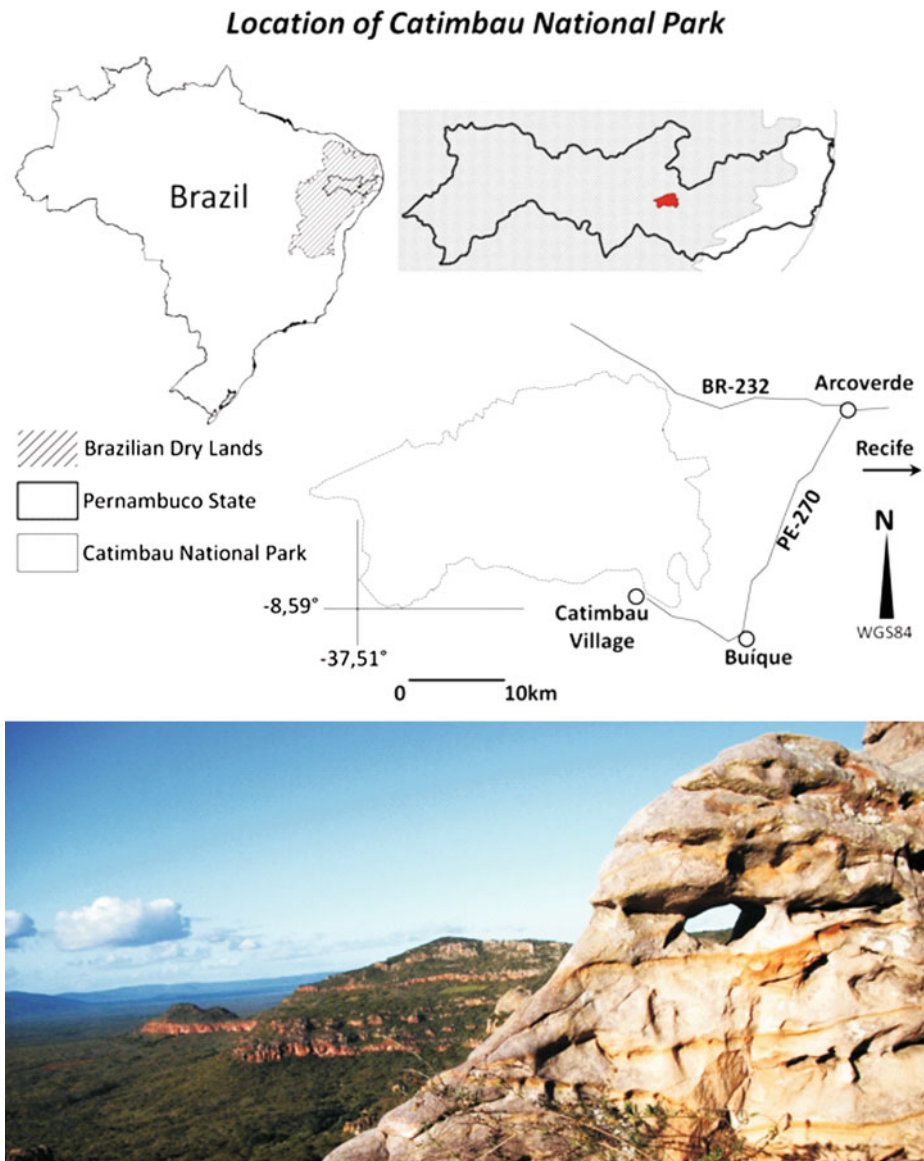 Location of Catimbau National Park
Brazil
Brazilian Dry Lands
Pernambuco State
Catimbau National Park
BR-232
Arcoverde
Recife
PE-270
N
WGS84
-8,59°
-37,51°
Catimbau
Village
Buíque
0 10km